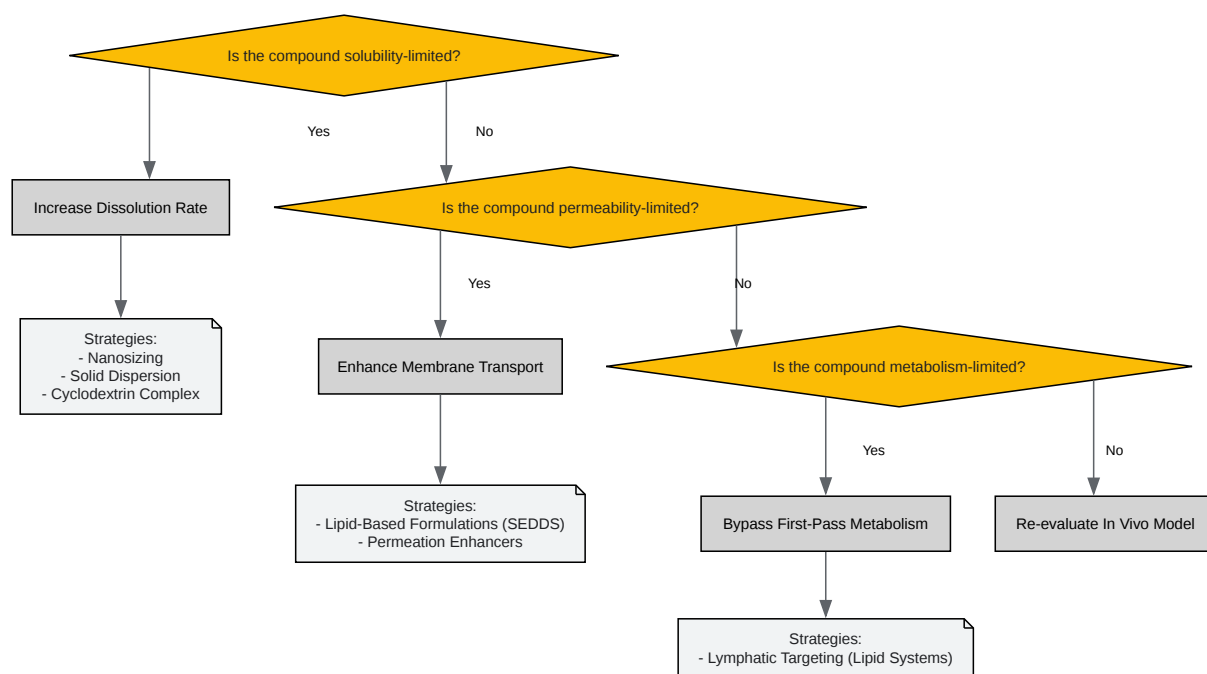 Is the compound solubility-limited?
Yes
No
Increase Dissolution Rate
Is the compound permeability-limited?
Strategies:
- Nanosizing
- Solid Dispersion
- Cyclodextrin Complex
Yes
No
Enhance Membrane Transport
Is the compound metabolism-limited?
Strategies:
- Lipid-Based Formulations (SEDDS)
- Permeation Enhancers
Yes
No
Bypass First-Pass Metabolism
Re-evaluate In Vivo Model
Strategies:
- Lymphatic Targeting (Lipid Systems)